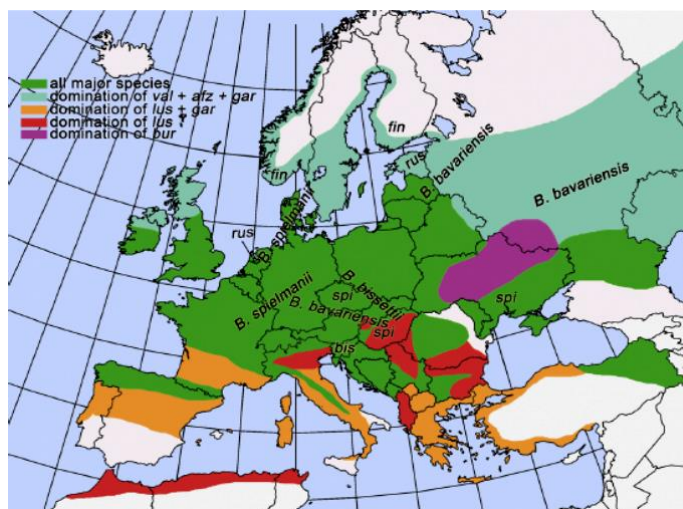 all major species
domination of val + afz + gar
domination of lus + gar
domination of lus
domination of bur
fin
fin
rus
B. bavariensis
B. bavariensis
B. spielmanii
rus
B. spielmanii
B. bissettii
spi
B. bavariensis
spi
spi
bis